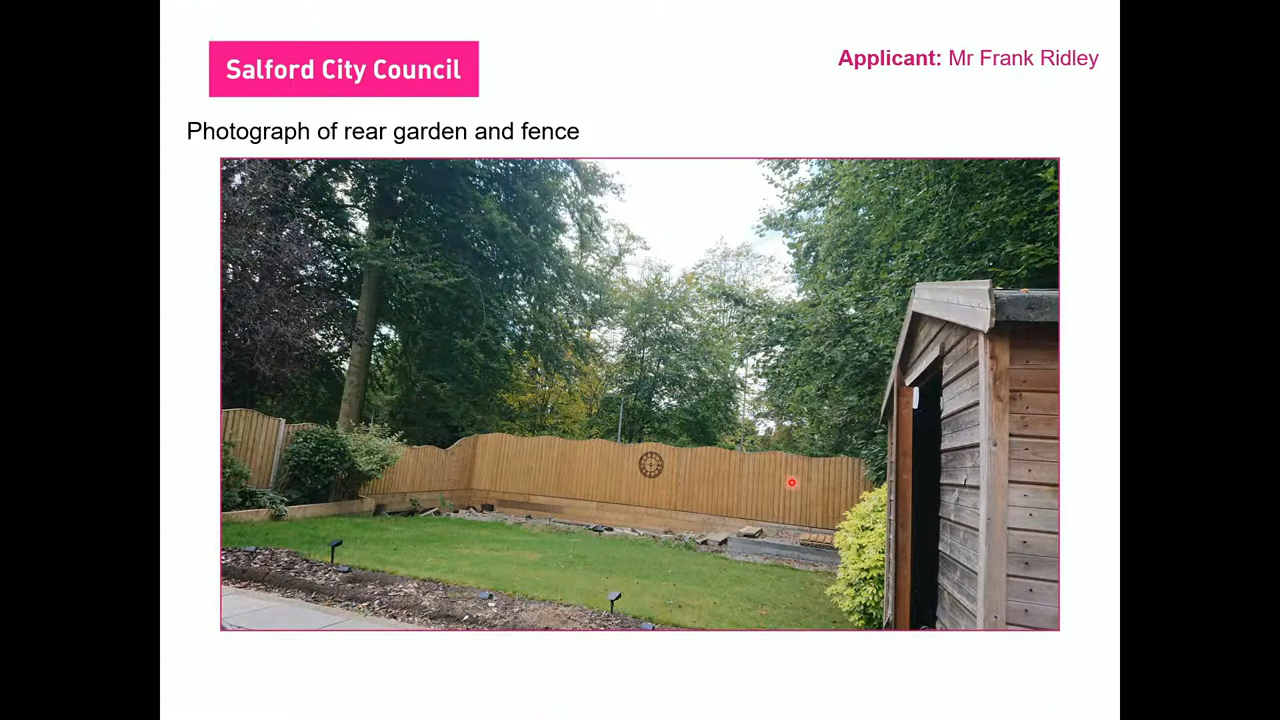 Salford City Council
Applicant: Mr Frank Ridley
Photograph of rear garden and fence